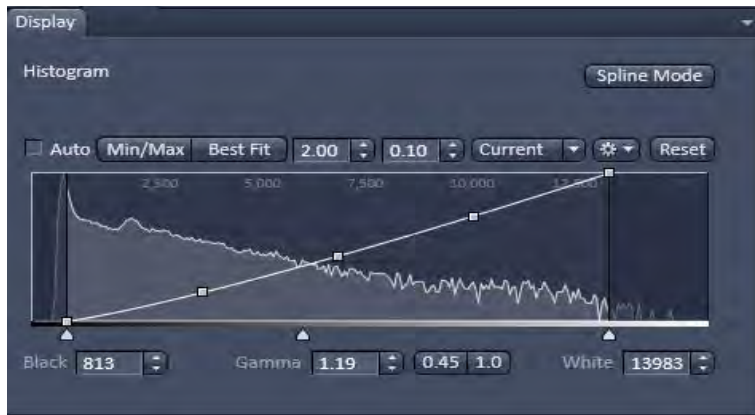 Display
Histogram
Spline Mode
Auto Min/Max Best Fit 2.00 0.10 Current Reset
2,500 5,000 7,500 10,000 12,500
Black 813 Gamma 1.19 0.45 1.0 White 13983